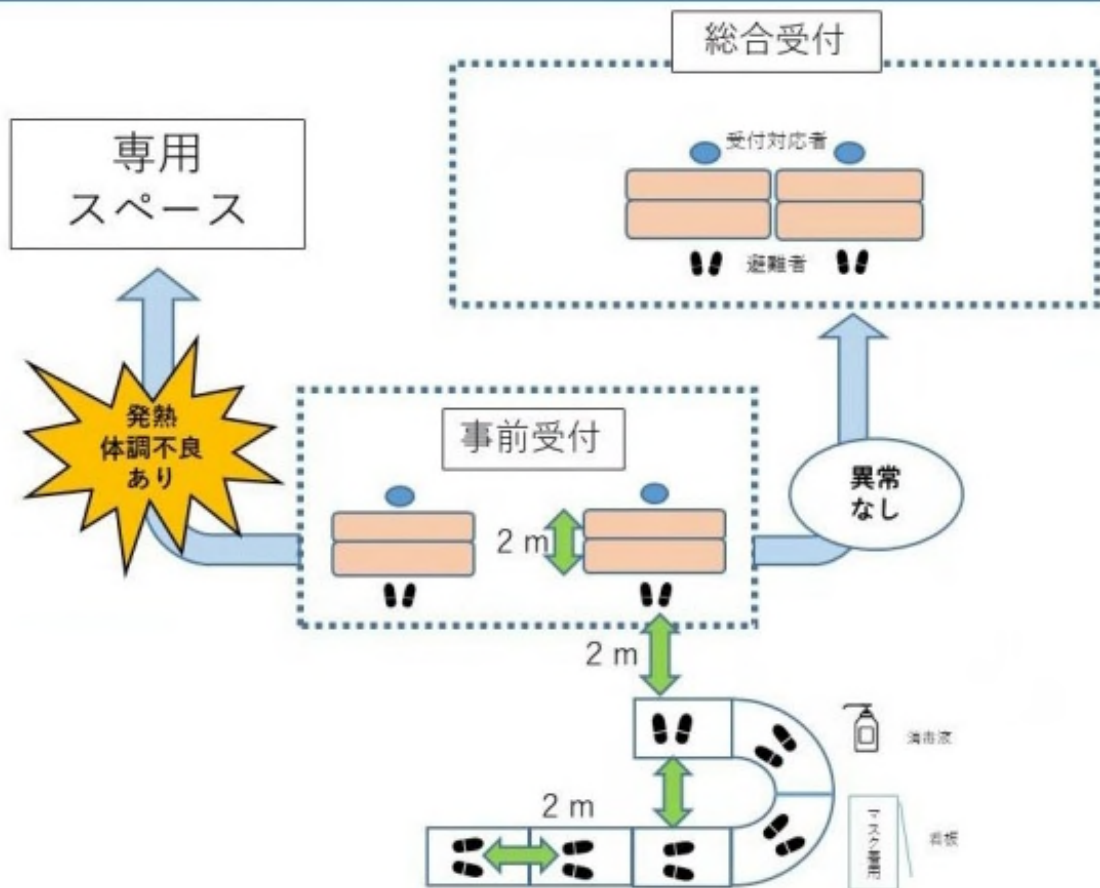 総合受付
専用
スペース
受付対応者
避難者
発熱
体調不良
あり
事前受付
異常
なし
2 m
2 m
消毒液
2 m
マスク着用
看板